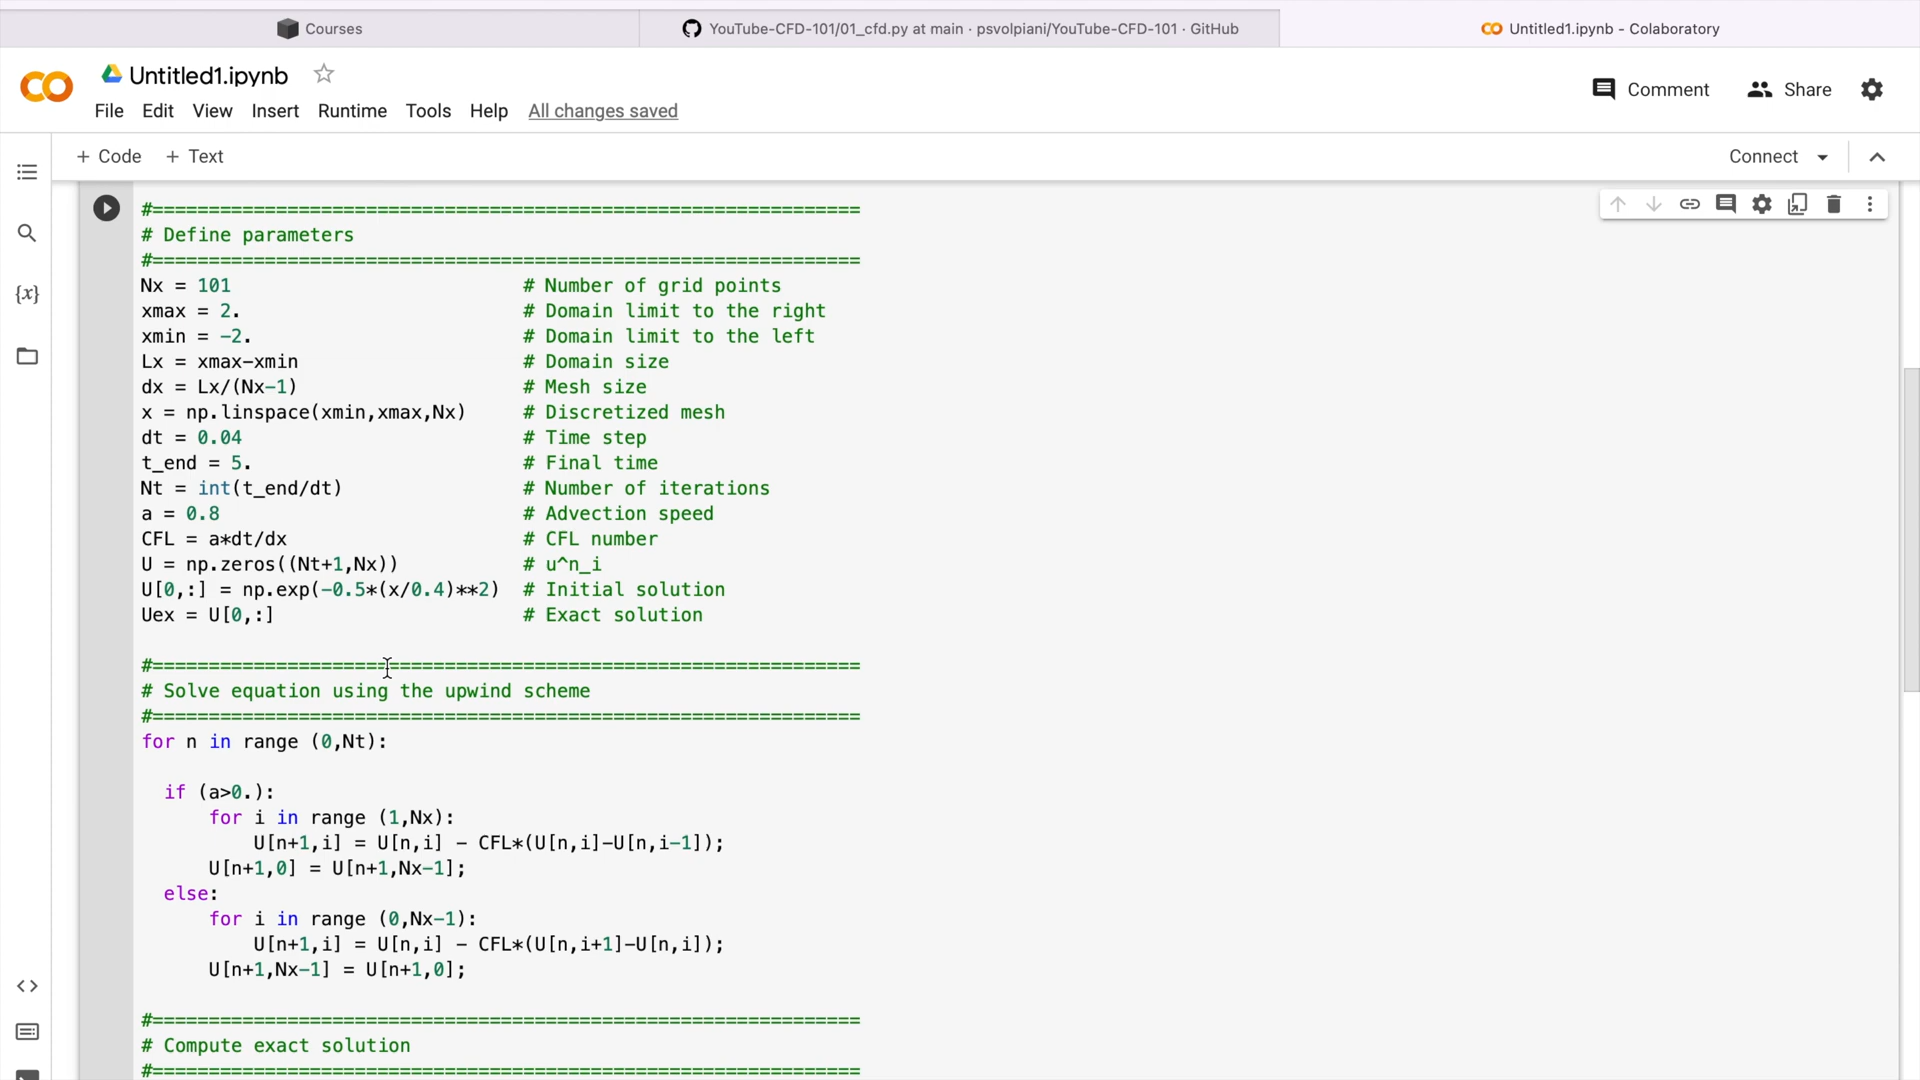 Courses
YouTube-CFD-101/01_cfd.py at main · psvolpiani/YouTube-CFD-101 · GitHub
Untitled1.ipynb - Colaboratory
Untitled1.ipynb
File Edit View Insert Runtime Tools Help All changes saved
Comment Share
+ Code + Text
Connect
#===============================================================
# Define parameters
#===============================================================
Nx = 101 # Number of grid points
xmax = 2. # Domain limit to the right
xmin = -2. # Domain limit to the left
Lx = xmax-xmin # Domain size
dx = Lx/(Nx-1) # Mesh size
x = np.linspace(xmin,xmax,Nx) # Discretized mesh
dt = 0.04 # Time step
t_end = 5. # Final time
Nt = int(t_end/dt) # Number of iterations
a = 0.8 # Advection speed
CFL = a*dt/dx # CFL number
U = np.zeros((Nt+1,Nx)) # u^n_i
U[0,:] = np.exp(-0.5*(x/0.4)**2) # Initial solution
Uex = U[0,:] # Exact solution
#===============================================================
# Solve equation using the upwind scheme
#===============================================================
for n in range (0,Nt):
if (a>0.):
for i in range (1,Nx):
U[n+1,i] = U[n,i] - CFL*(U[n,i]-U[n,i-1]);
U[n+1,0] = U[n+1,Nx-1];
else:
for i in range (0,Nx-1):
U[n+1,i] = U[n,i] - CFL*(U[n,i+1]-U[n,i]);
U[n+1,Nx-1] = U[n+1,0];
#===============================================================
# Compute exact solution
#===============================================================